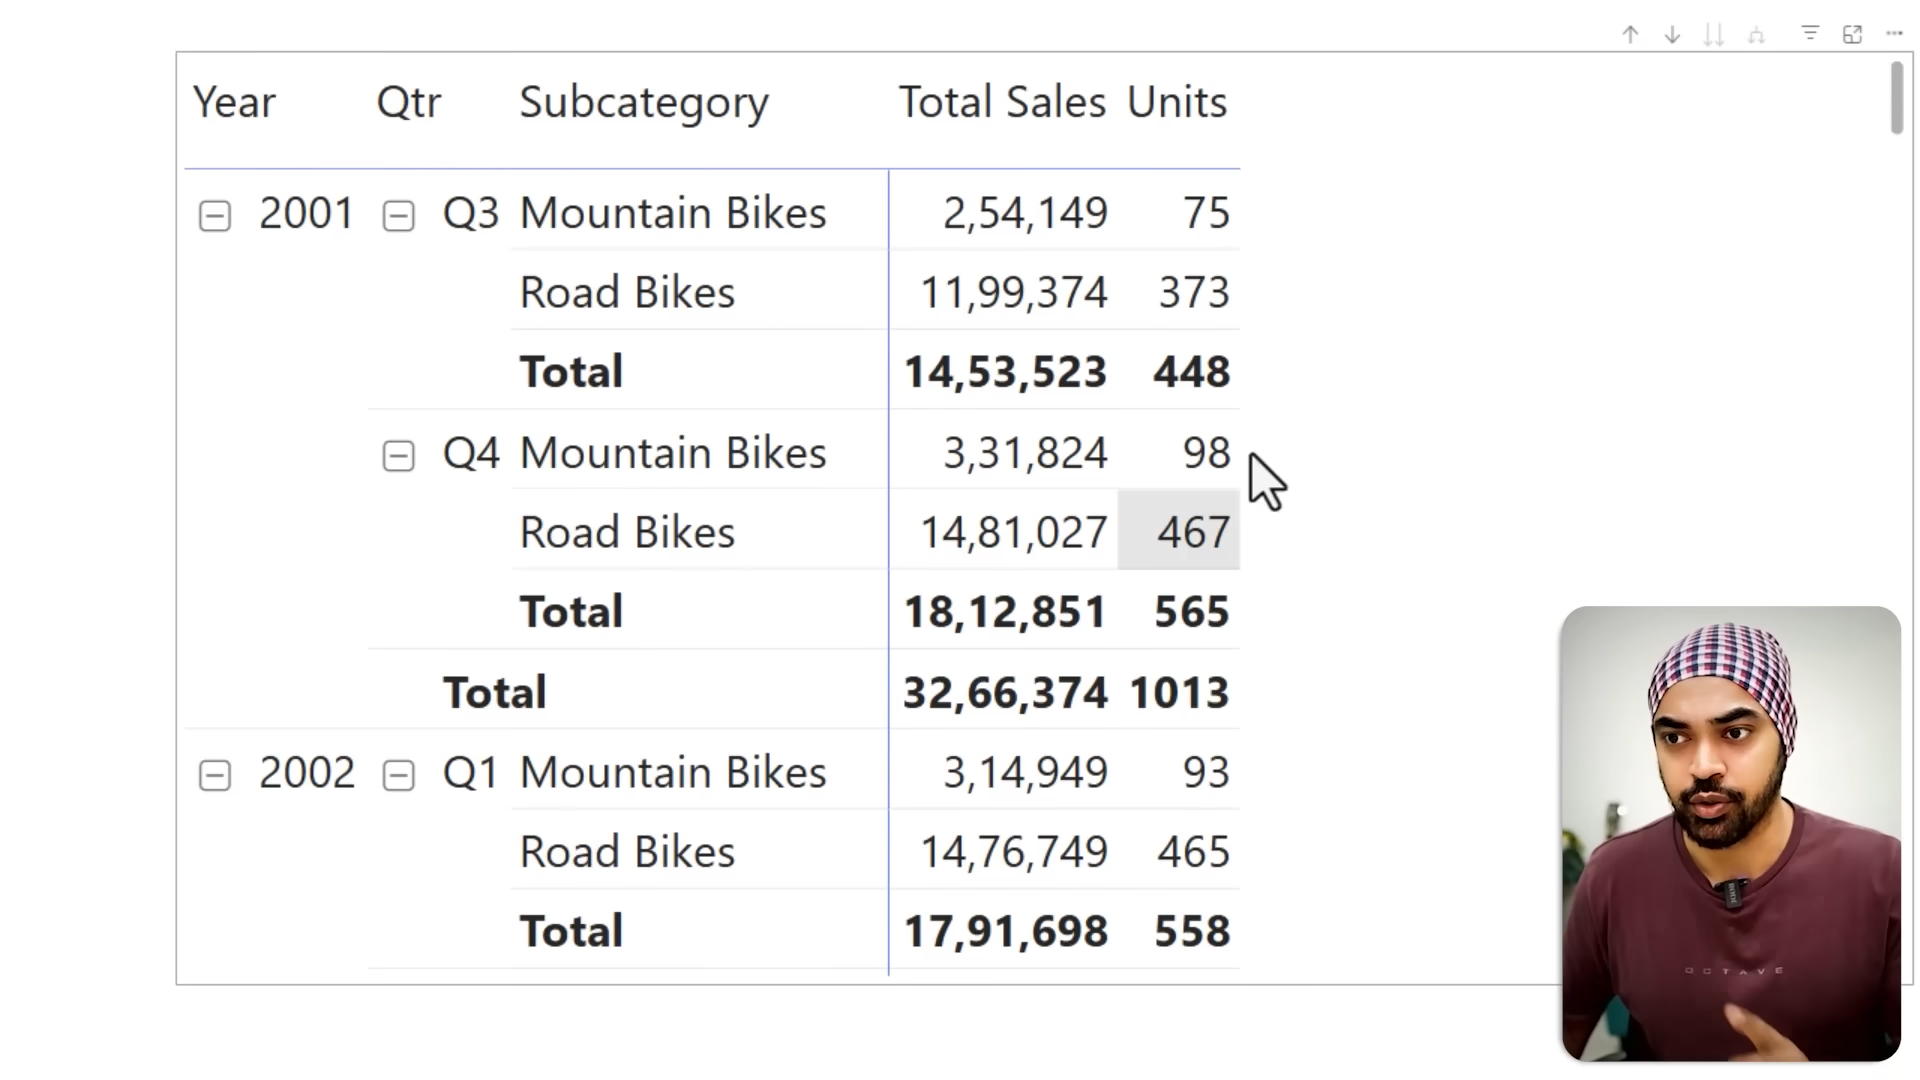 Year Qtr Subcategory Total Sales Units
2001 Q3 Mountain Bikes 2,54,149 75
Road Bikes 11,99,374 373
Total 14,53,523 448
Q4 Mountain Bikes 3,31,824 98
Road Bikes 14,81,027 467
Total 18,12,851 565
Total 32,66,374 1013
2002 Q1 Mountain Bikes 3,14,949 93
Road Bikes 14,76,749 465
Total 17,91,698 558
OCTAVE